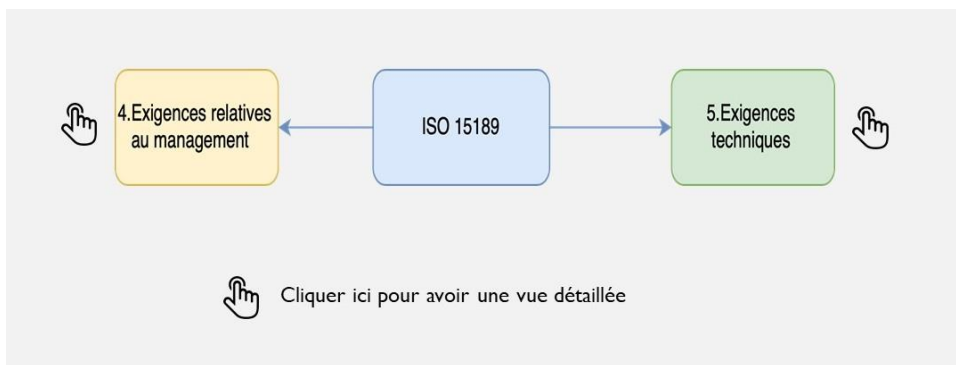 4.Exigences relatives
au management
ISO 15189
5.Exigences
techniques
Cliquer ici pour avoir une vue détaillée